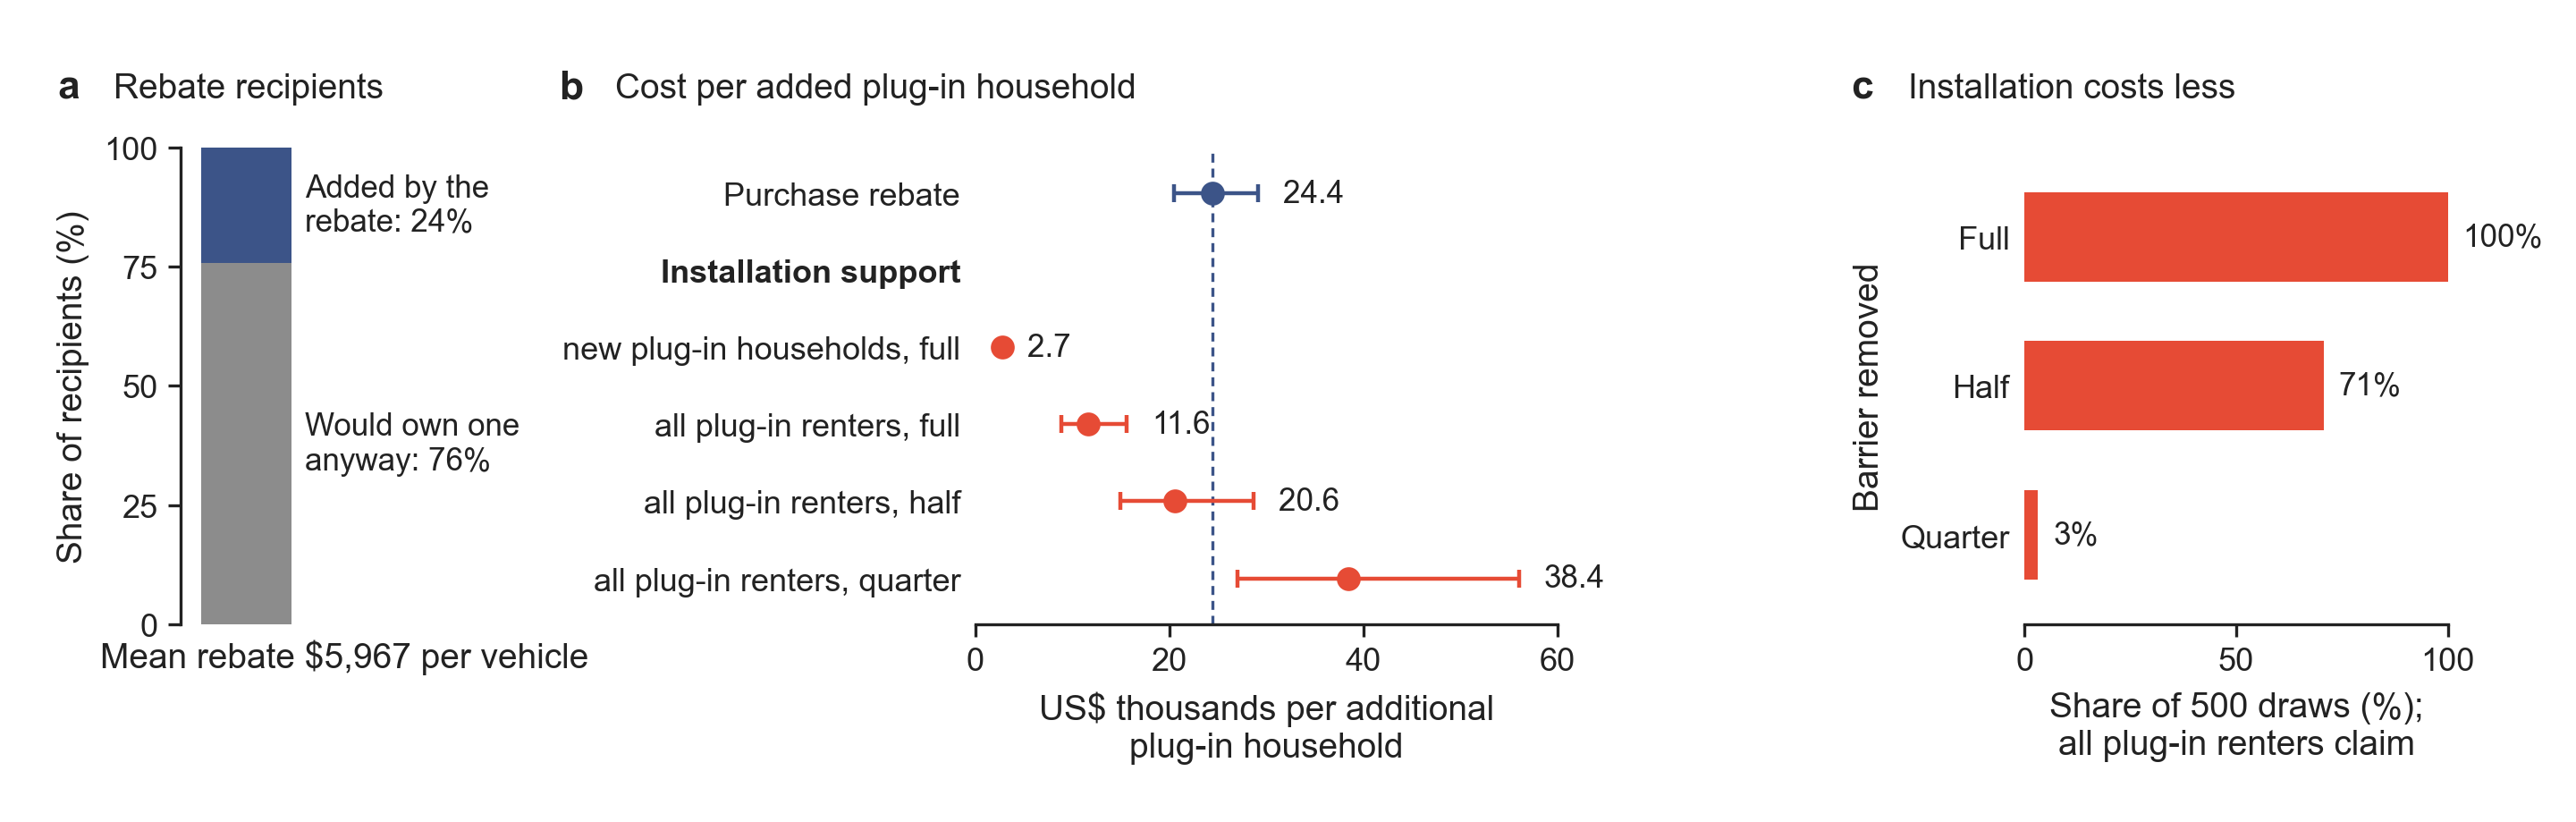 a Rebate recipients
100
75
50
25
0
Share of recipients (%)
Added by the
rebate: 24%
Would own one
anyway: 76%
Mean rebate $5,967 per vehicle
b Cost per added plug-in household
Purchase rebate
24.4
Installation support
new plug-in households, full
2.7
all plug-in renters, full
11.6
all plug-in renters, half
20.6
all plug-in renters, quarter
38.4
0 20 40 60
US$ thousands per additional
plug-in household
c Installation costs less
Barrier removed
Full
100%
Half
71%
Quarter
3%
0 50 100
Share of 500 draws (%);
all plug-in renters claim